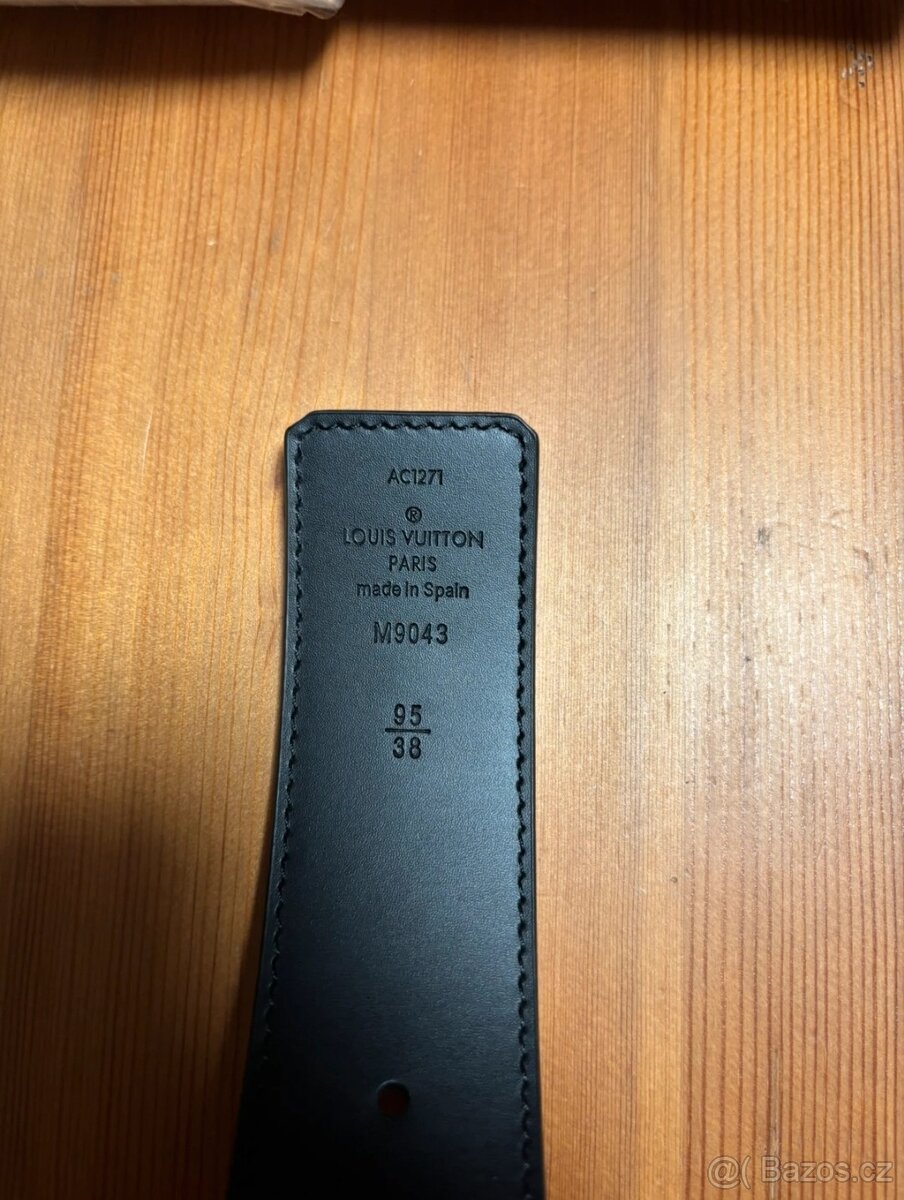 AC1271
®
LOUIS VUITTON
PARIS
made in Spain
M9043
95
38
@( Bazos.cz